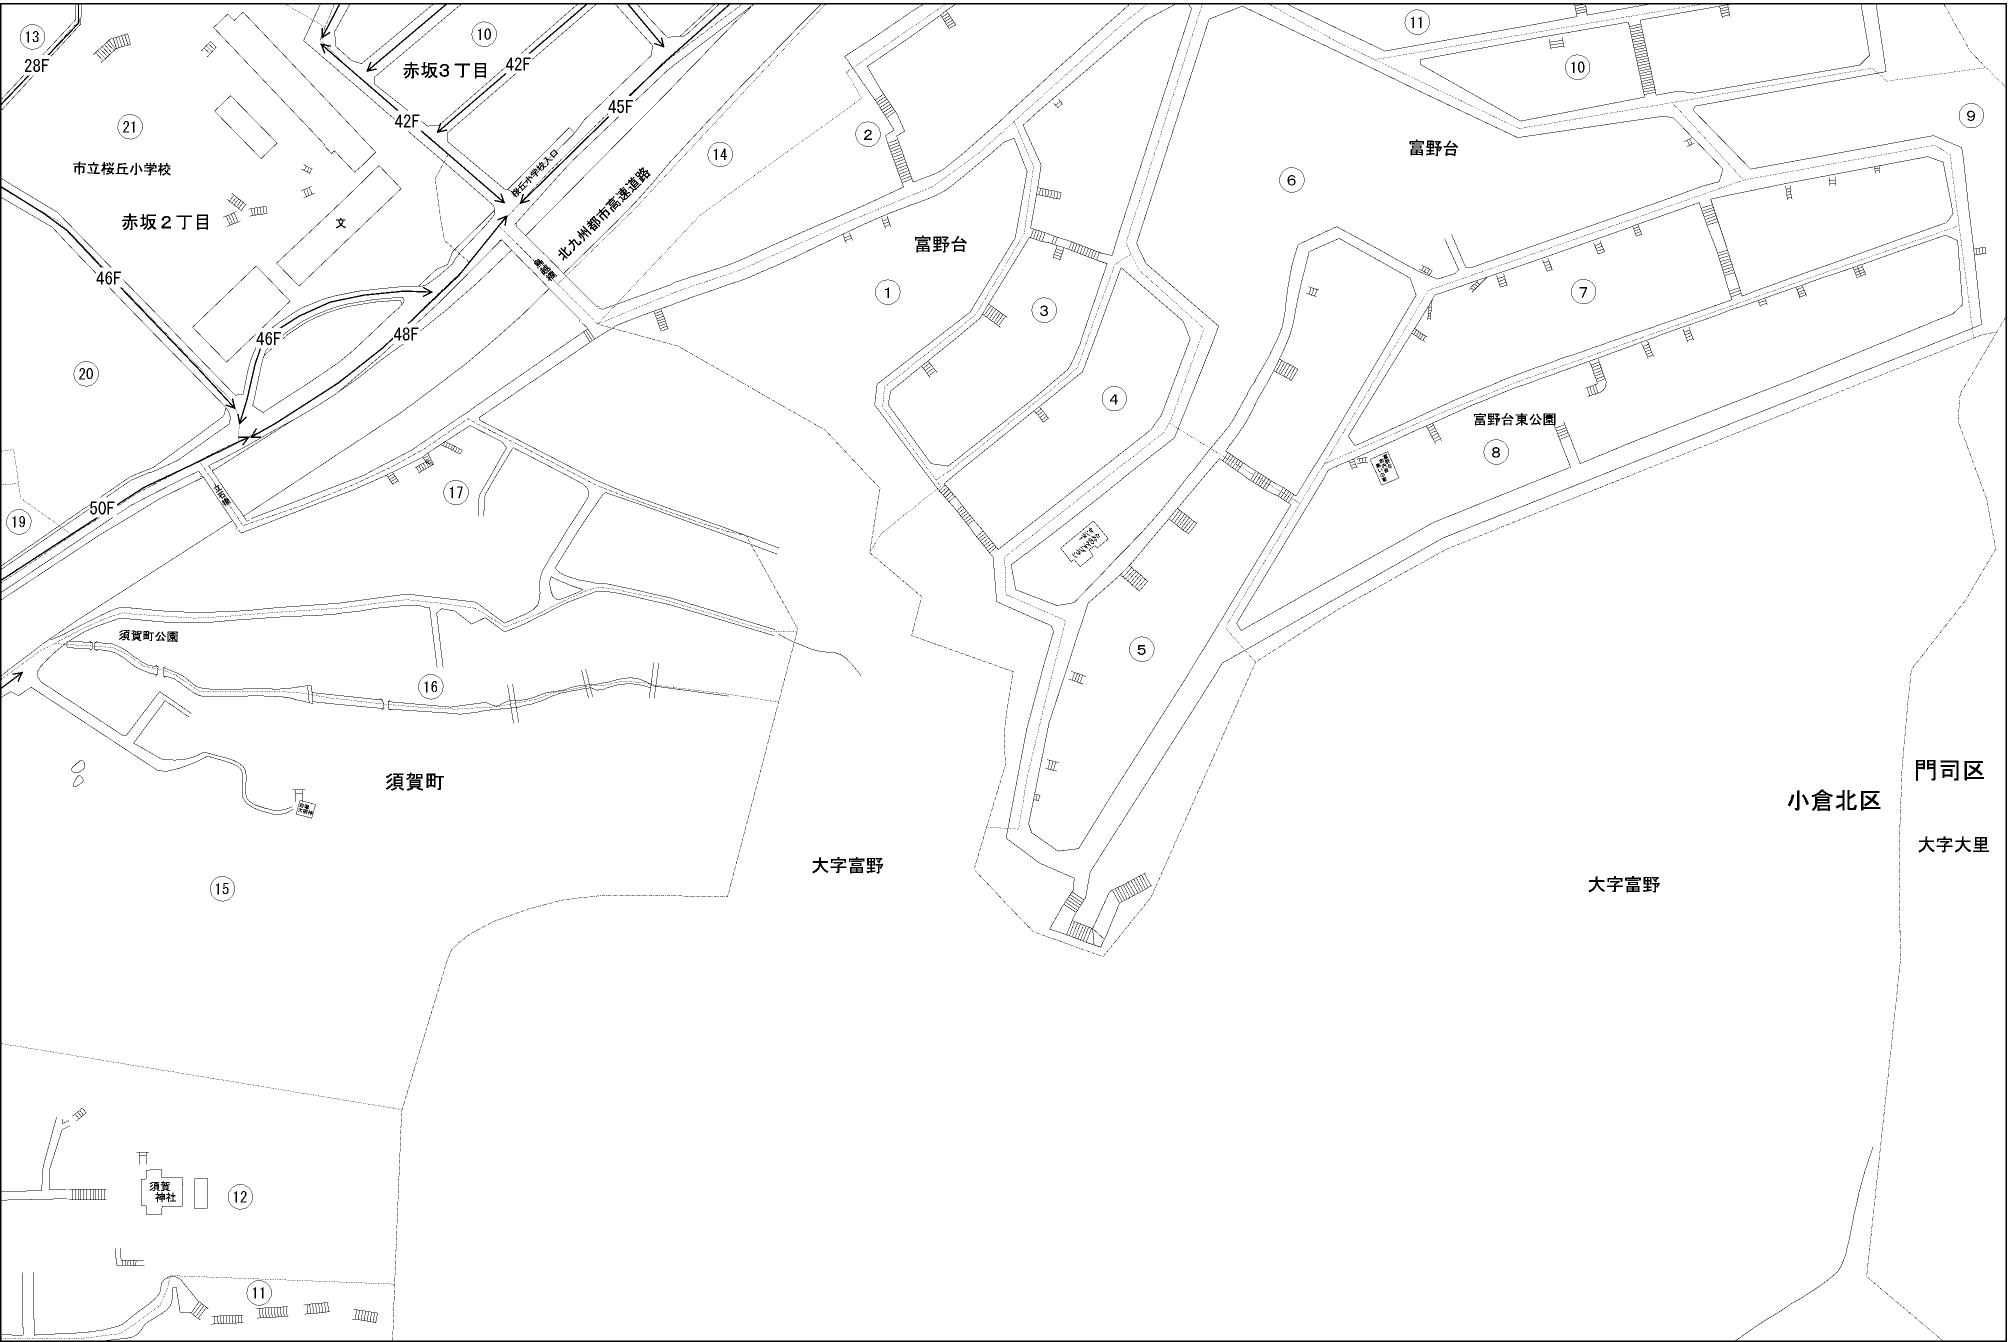 ⑪
⑬
⑩
28F
赤坂3丁目
42F
⑩
45F
42F
⑨
㉑
②
⑭
富野台
桜丘小学校入口
市立桜丘小学校
⑥
北九州都市高速道路
赤坂2丁目
文
富野台
46F
①
⑦
③
48F
46F
⑳
④
富野台東公園
⑧
⑰
50F
⑲
須賀町公園
⑤
⑯
門司区
須賀町
小倉北区
大字大里
大字富野
大字富野
⑮
須賀
神社
⑫
⑪